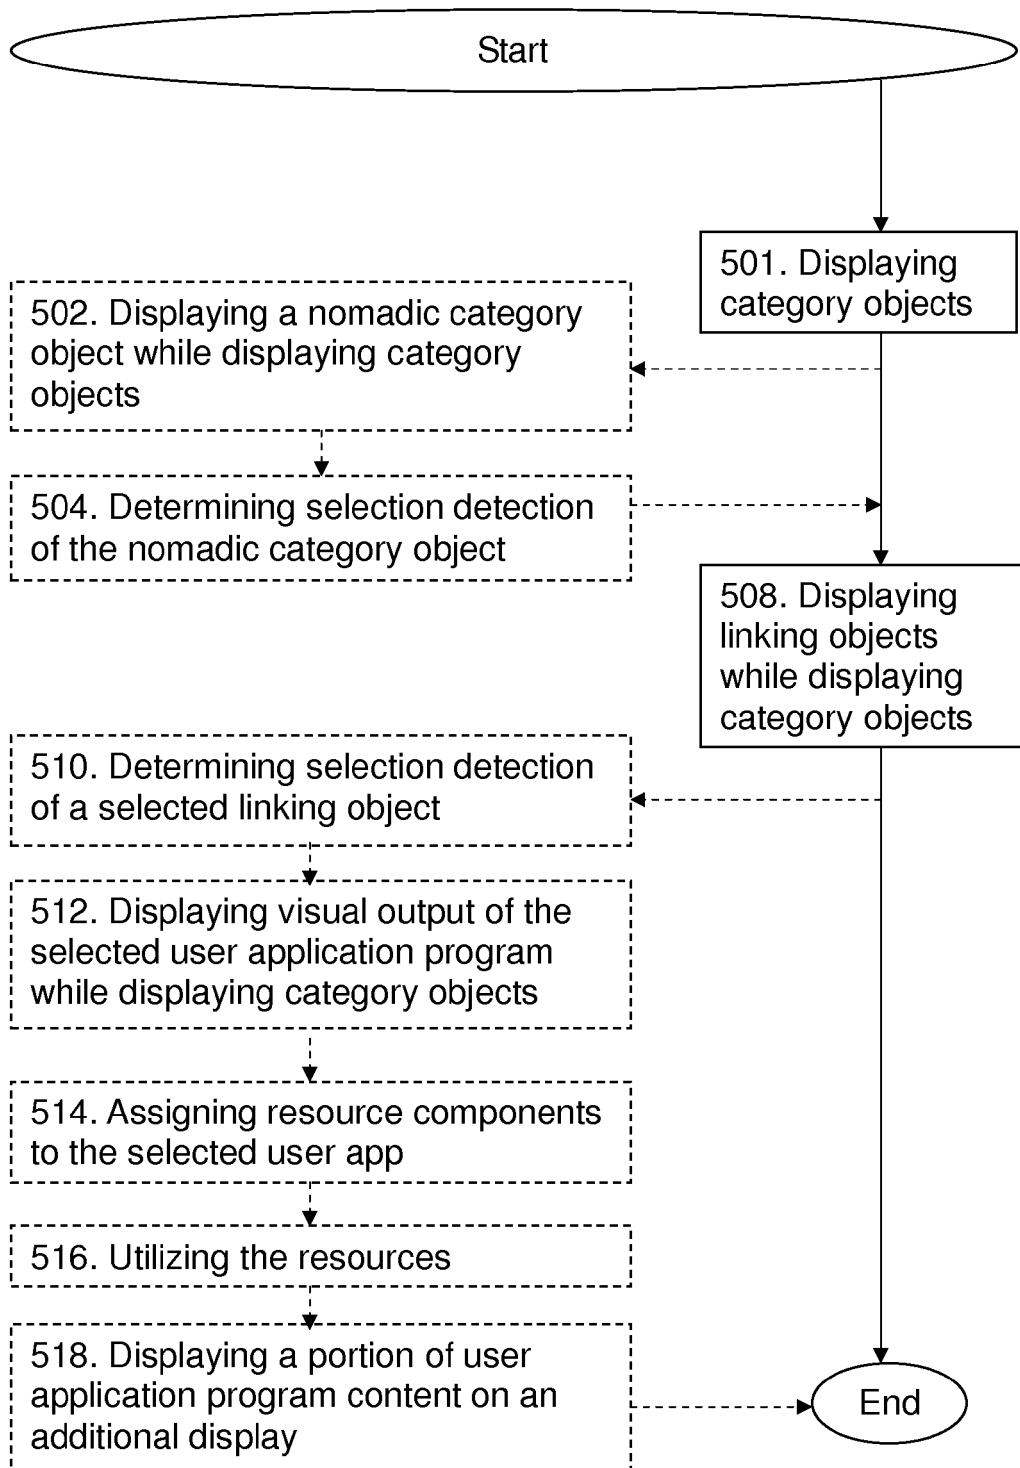 Start
501. Displaying
category objects
502. Displaying a nomadic category
object while displaying category
objects
504. Determining selection detection
of the nomadic category object
508. Displaying
linking objects
while displaying
category objects
510. Determining selection detection
of a selected linking object
512. Displaying visual output of the
selected user application program
while displaying category objects
514. Assigning resource components
to the selected user app
516. Utilizing the resources
518. Displaying a portion of user
application program content on an
additional display
End